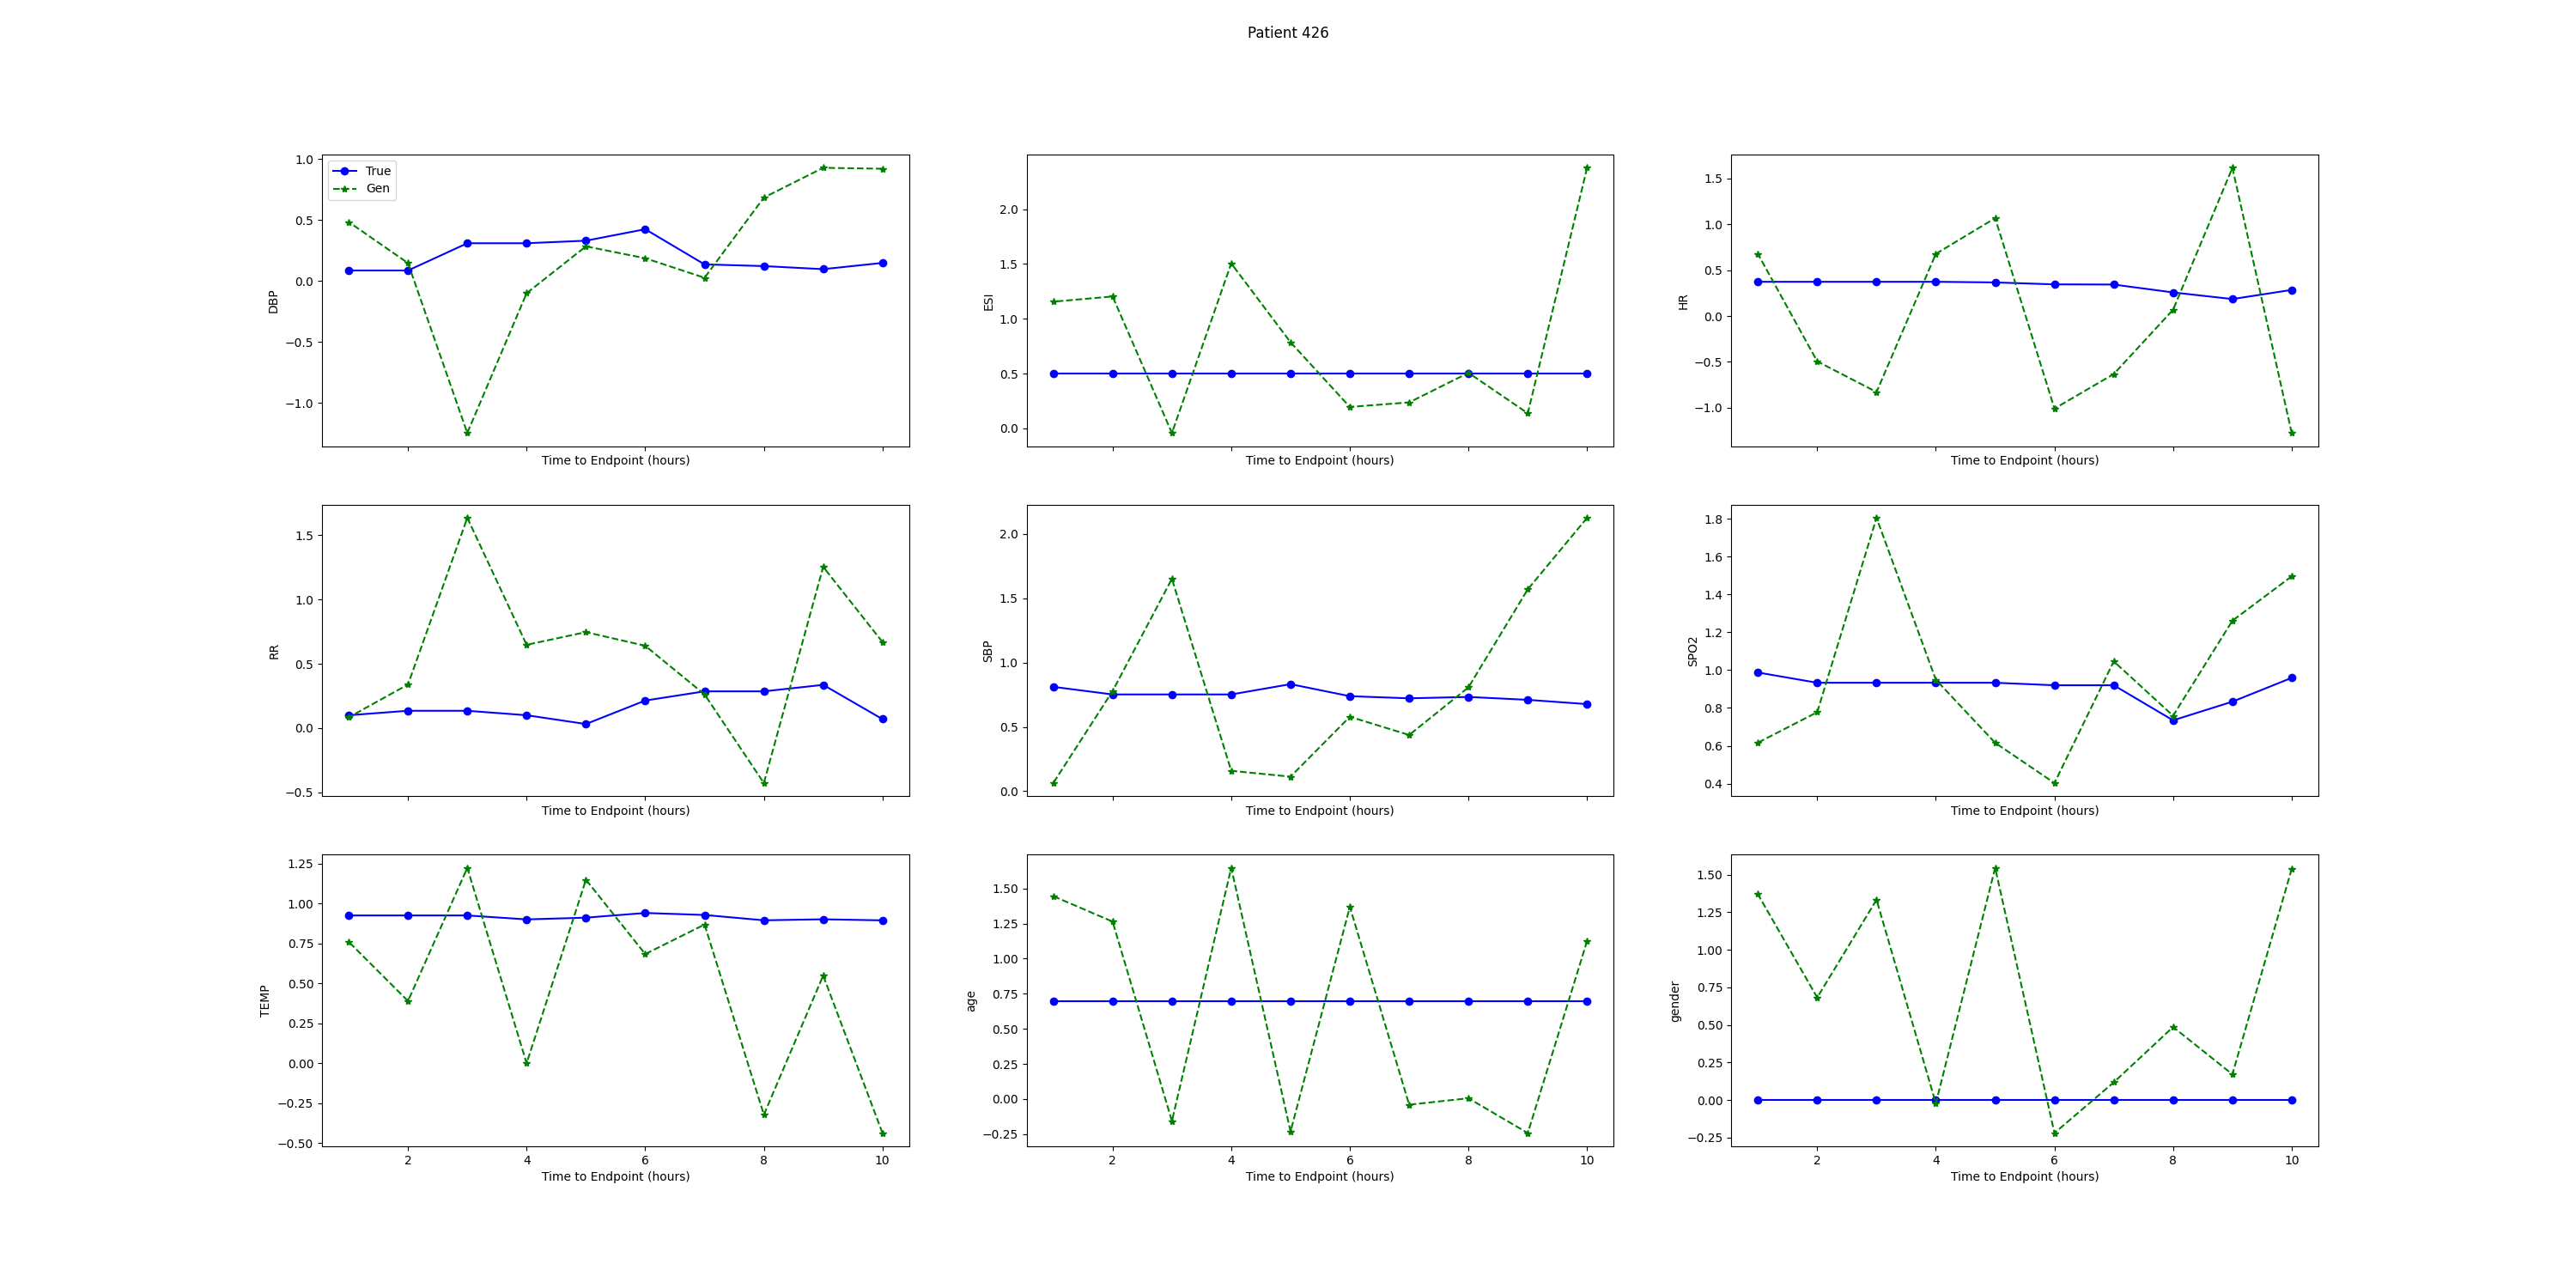 Patient 426
1.0
0.5
0.0
−0.5
−1.0
DBP
True
Gen
Time to Endpoint (hours)
2.0
1.5
1.0
0.5
0.0
ESI
Time to Endpoint (hours)
1.5
1.0
0.5
0.0
−0.5
−1.0
HR
Time to Endpoint (hours)
1.5
1.0
0.5
0.0
−0.5
RR
Time to Endpoint (hours)
2.0
1.5
1.0
0.5
0.0
SBP
Time to Endpoint (hours)
1.8
1.6
1.4
1.2
1.0
0.8
0.6
0.4
SPO2
Time to Endpoint (hours)
1.25
1.00
0.75
0.50
0.25
0.00
−0.25
−0.50
TEMP
2 4 6 8 10
Time to Endpoint (hours)
1.50
1.25
1.00
0.75
0.50
0.25
0.00
−0.25
age
2 4 6 8 10
Time to Endpoint (hours)
1.50
1.25
1.00
0.75
0.50
0.25
0.00
−0.25
gender
2 4 6 8 10
Time to Endpoint (hours)